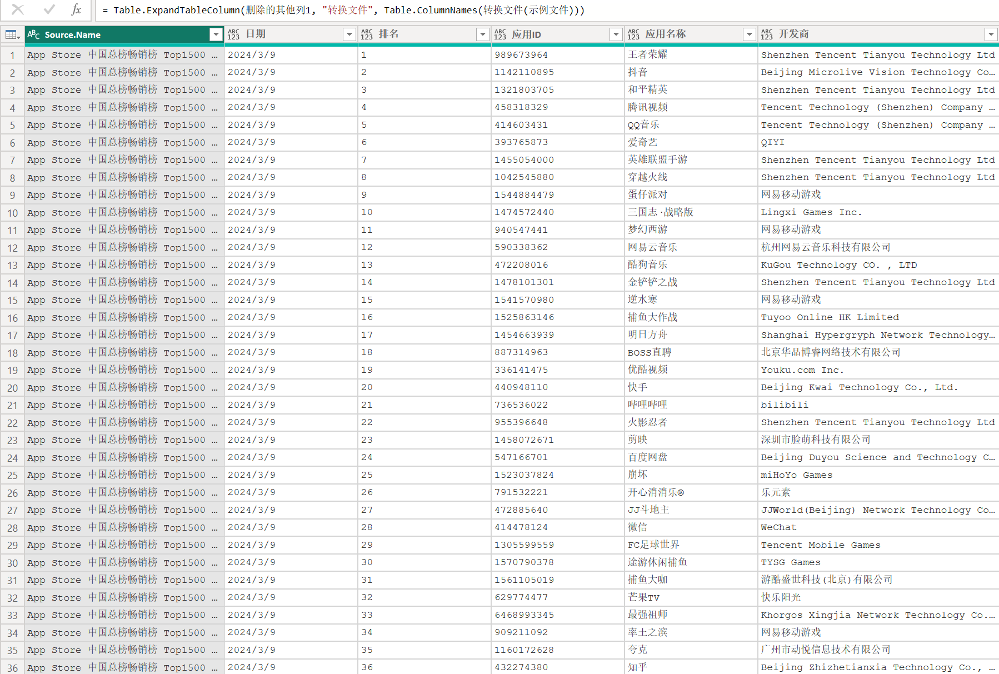 fx = Table.ExpandTableColumn(删除的其他列1, "转换文件", Table.ColumnNames(转换文件(示例文件)))
ABC Source.Name ABC123 日期 ABC123 排名 ABC123 应用ID ABC123 应用名称 ABC123 开发商
1 App Store 中国总榜畅销榜 Top1500 … 2024/3/9 1 989673964 王者荣耀 Shenzhen Tencent Tianyou Technology Ltd
2 App Store 中国总榜畅销榜 Top1500 … 2024/3/9 2 1142110895 抖音 Beijing Microlive Vision Technology Co…
3 App Store 中国总榜畅销榜 Top1500 … 2024/3/9 3 1321803705 和平精英 Shenzhen Tencent Tianyou Technology Ltd
4 App Store 中国总榜畅销榜 Top1500 … 2024/3/9 4 458318329 腾讯视频 Tencent Technology (Shenzhen) Company …
5 App Store 中国总榜畅销榜 Top1500 … 2024/3/9 5 414603431 QQ音乐 Tencent Technology (Shenzhen) Company …
6 App Store 中国总榜畅销榜 Top1500 … 2024/3/9 6 393765873 爱奇艺 QIYI
7 App Store 中国总榜畅销榜 Top1500 … 2024/3/9 7 1455054000 英雄联盟手游 Shenzhen Tencent Tianyou Technology Ltd
8 App Store 中国总榜畅销榜 Top1500 … 2024/3/9 8 1042545880 穿越火线 Shenzhen Tencent Tianyou Technology Ltd
9 App Store 中国总榜畅销榜 Top1500 … 2024/3/9 9 1544884479 蛋仔派对 网易移动游戏
10 App Store 中国总榜畅销榜 Top1500 … 2024/3/9 10 1474572440 三国志·战略版 Lingxi Games Inc.
11 App Store 中国总榜畅销榜 Top1500 … 2024/3/9 11 940547441 梦幻西游 网易移动游戏
12 App Store 中国总榜畅销榜 Top1500 … 2024/3/9 12 590338362 网易云音乐 杭州网易云音乐科技有限公司
13 App Store 中国总榜畅销榜 Top1500 … 2024/3/9 13 472208016 酷狗音乐 KuGou Technology CO. , LTD
14 App Store 中国总榜畅销榜 Top1500 … 2024/3/9 14 1478101301 金铲铲之战 Shenzhen Tencent Tianyou Technology Ltd
15 App Store 中国总榜畅销榜 Top1500 … 2024/3/9 15 1541570980 逆水寒 网易移动游戏
16 App Store 中国总榜畅销榜 Top1500 … 2024/3/9 16 1525863146 捕鱼大作战 Tuyoo Online HK Limited
17 App Store 中国总榜畅销榜 Top1500 … 2024/3/9 17 1454663939 明日方舟 Shanghai Hypergryph Network Technology…
18 App Store 中国总榜畅销榜 Top1500 … 2024/3/9 18 887314963 BOSS直聘 北京华品博睿网络技术有限公司
19 App Store 中国总榜畅销榜 Top1500 … 2024/3/9 19 336141475 优酷视频 Youku.com Inc.
20 App Store 中国总榜畅销榜 Top1500 … 2024/3/9 20 440948110 快手 Beijing Kwai Technology Co., Ltd.
21 App Store 中国总榜畅销榜 Top1500 … 2024/3/9 21 736536022 哔哩哔哩 bilibili
22 App Store 中国总榜畅销榜 Top1500 … 2024/3/9 22 955396648 火影忍者 Shenzhen Tencent Tianyou Technology Ltd
23 App Store 中国总榜畅销榜 Top1500 … 2024/3/9 23 1458072671 剪映 深圳市脸萌科技有限公司
24 App Store 中国总榜畅销榜 Top1500 … 2024/3/9 24 547166701 百度网盘 Beijing Duyou Science and Technology C…
25 App Store 中国总榜畅销榜 Top1500 … 2024/3/9 25 1523037824 崩坏 miHoYo Games
26 App Store 中国总榜畅销榜 Top1500 … 2024/3/9 26 791532221 开心消消乐® 乐元素
27 App Store 中国总榜畅销榜 Top1500 … 2024/3/9 27 472885640 JJ斗地主 JJWorld(Beijing) Network Technology Co…
28 App Store 中国总榜畅销榜 Top1500 … 2024/3/9 28 414478124 微信 WeChat
29 App Store 中国总榜畅销榜 Top1500 … 2024/3/9 29 1305599559 FC足球世界 Tencent Mobile Games
30 App Store 中国总榜畅销榜 Top1500 … 2024/3/9 30 1570790378 途游休闲捕鱼 TYSG Games
31 App Store 中国总榜畅销榜 Top1500 … 2024/3/9 31 1561105019 捕鱼大咖 游酷盛世科技(北京)有限公司
32 App Store 中国总榜畅销榜 Top1500 … 2024/3/9 32 629774477 芒果TV 快乐阳光
33 App Store 中国总榜畅销榜 Top1500 … 2024/3/9 33 6468993345 最强祖师 Khorgos Xingjia Network Technology Co.…
34 App Store 中国总榜畅销榜 Top1500 … 2024/3/9 34 909211092 率土之滨 网易移动游戏
35 App Store 中国总榜畅销榜 Top1500 … 2024/3/9 35 1160172628 夸克 广州市动悦信息技术有限公司
36 App Store 中国总榜畅销榜 Top1500 … 2024/3/9 36 432274380 知乎 Beijing Zhizhetianxia Technology Co., …